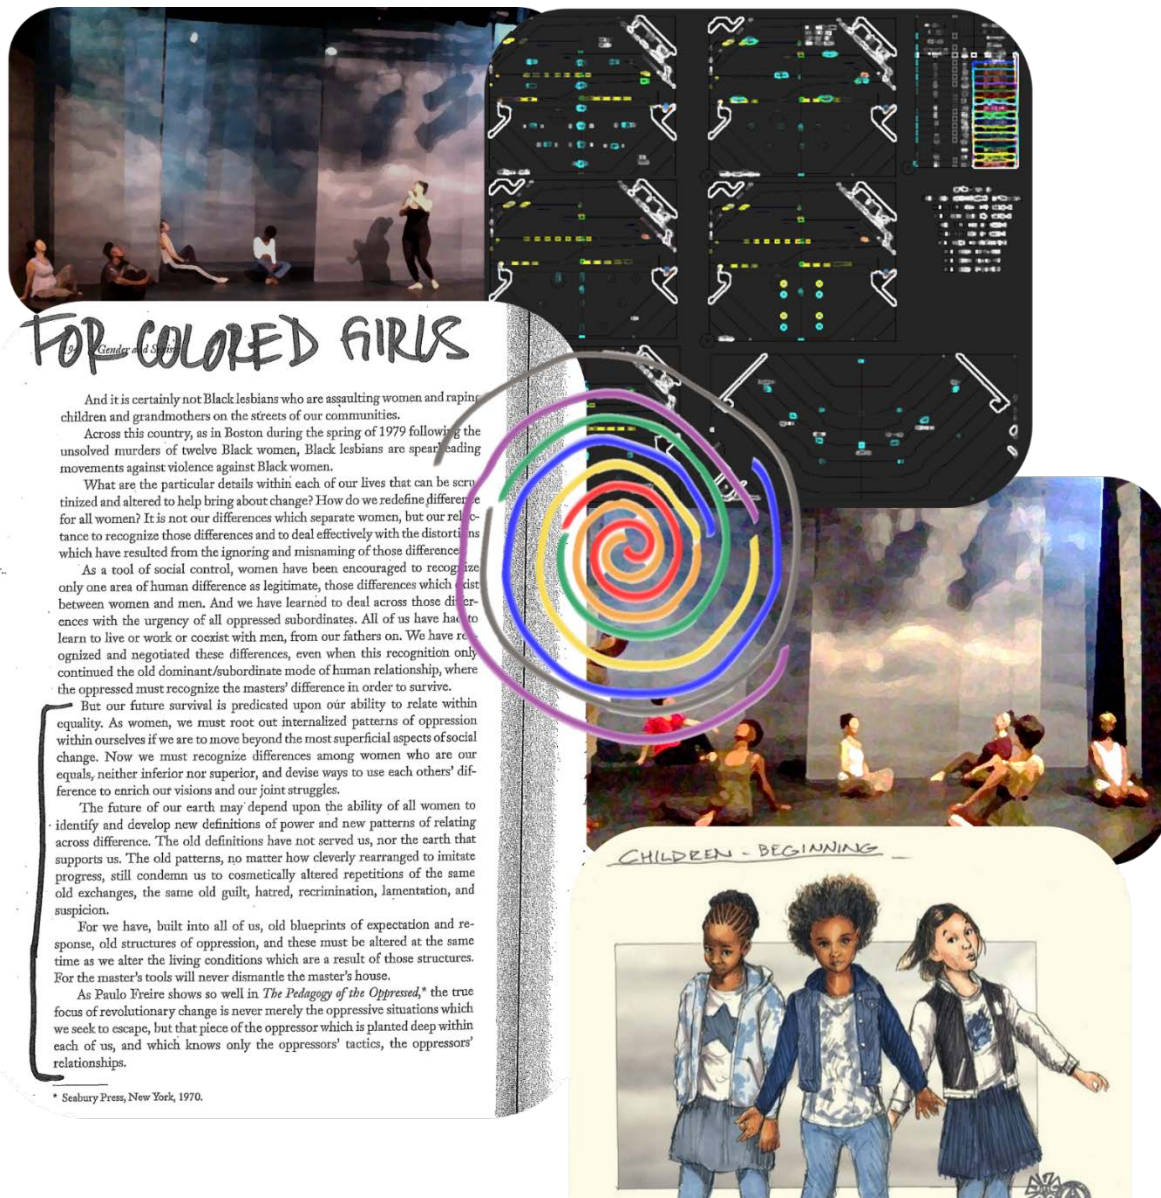 FOR COLORED GIRLS
Gender and
And it is certainly not Black lesbians who are assaulting women and raping
children and grandmothers on the streets of our communities.
Across this country, as in Boston during the spring of 1979 following the
unsolved murders of twelve Black women, Black lesbians are spearheading
movements against violence against Black women.
What are the particular details within each of our lives that can be scru-
tinized and altered to help bring about change? How do we redefine difference
for all women? It is not our differences which separate women, but our reluc-
tance to recognize those differences and to deal effectively with the distortions
which have resulted from the ignoring and misnaming of those differences.
As a tool of social control, women have been encouraged to recognize
only one area of human difference as legitimate, those differences which exist
between women and men. And we have learned to deal across those differ-
ences with the urgency of all oppressed subordinates. All of us have had to
learn to live or work or coexist with men, from our fathers on. We have rec-
ognized and negotiated these differences, even when this recognition only
continued the old dominant/subordinate mode of human relationship, where
the oppressed must recognize the masters' difference in order to survive.
But our future survival is predicated upon our ability to relate within
equality. As women, we must root out internalized patterns of oppression
within ourselves if we are to move beyond the most superficial aspects of social
change. Now we must recognize differences among women who are our
equals, neither inferior nor superior, and devise ways to use each others' dif-
ference to enrich our visions and our joint struggles.
The future of our earth may depend upon the ability of all women to
identify and develop new definitions of power and new patterns of relating
across difference. The old definitions have not served us, nor the earth that
supports us. The old patterns, no matter how cleverly rearranged to imitate
progress, still condemn us to cosmetically altered repetitions of the same
old exchanges, the same old guilt, hatred, recrimination, lamentation, and
suspicion.
For we have, built into all of us, old blueprints of expectation and re-
sponse, old structures of oppression, and these must be altered at the same
time as we alter the living conditions which are a result of those structures.
For the master's tools will never dismantle the master's house.
As Paulo Freire shows so well in The Pedagogy of the Oppressed,* the true
focus of revolutionary change is never merely the oppressive situations which
we seek to escape, but that piece of the oppressor which is planted deep within
each of us, and which knows only the oppressors' tactics, the oppressors'
relationships.
* Seabury Press, New York, 1970.
CHILDREN - BEGINNING